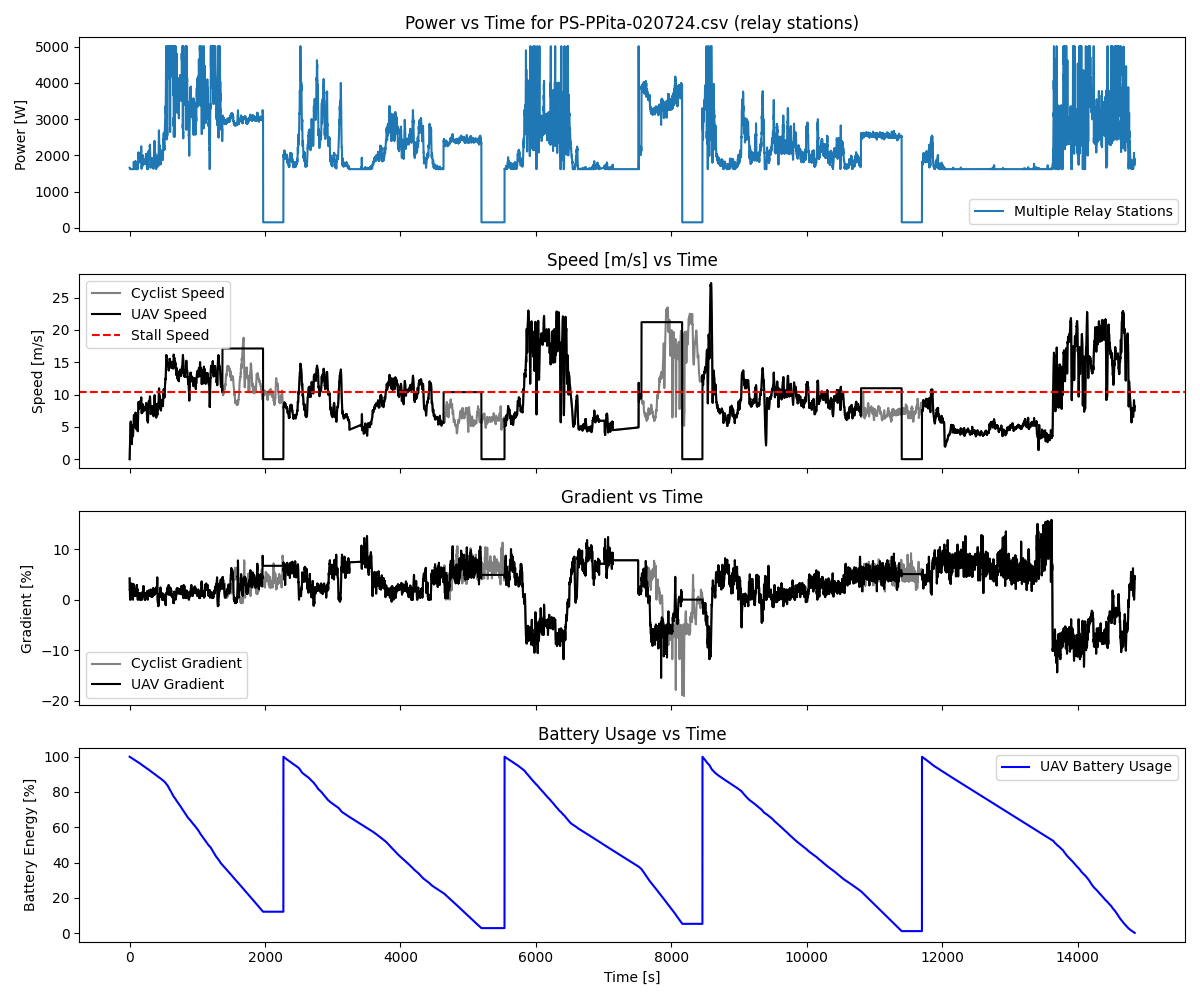 Power vs Time for PS-PPita-020724.csv (relay stations)
5000
4000
3000
2000
1000
0
Power [W]
Multiple Relay Stations
Speed [m/s] vs Time
25
20
15
10
5
0
Speed [m/s]
Cyclist Speed
UAV Speed
Stall Speed
Gradient vs Time
10
0
−10
−20
Gradient [%]
Cyclist Gradient
UAV Gradient
Battery Usage vs Time
100
80
60
40
20
0
Battery Energy [%]
UAV Battery Usage
0 2000 4000 6000 8000 10000 12000 14000
Time [s]